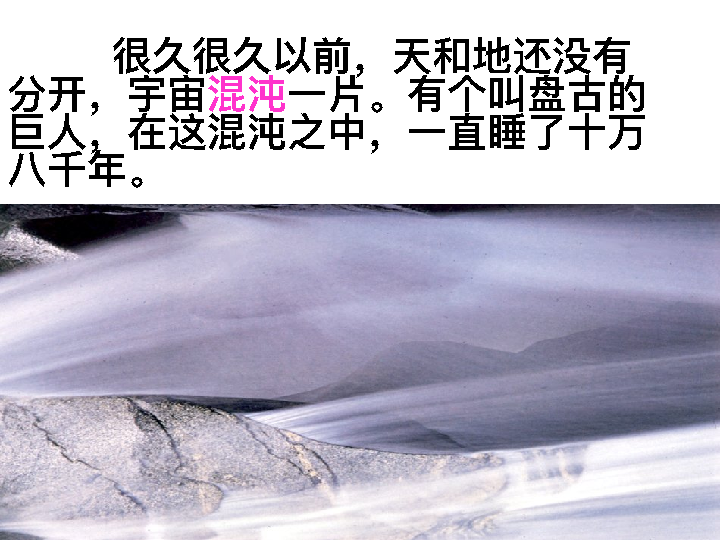 很久很久以前，天和地还没有
分开，宇宙混沌一片。有个叫盘古的
巨人，在这混沌之中，一直睡了十万
八千年。